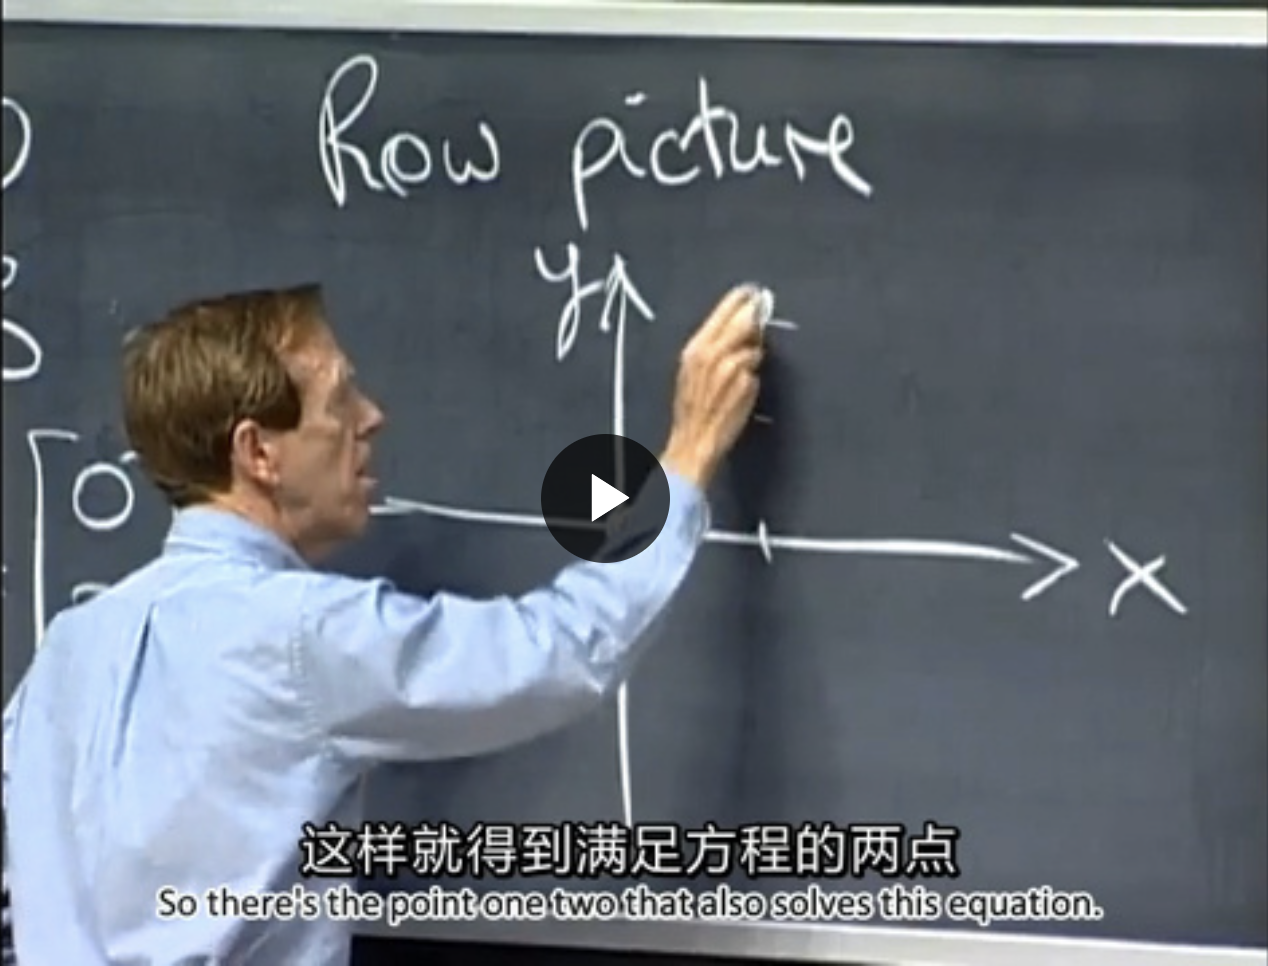 Row picture
y
0
x
这样就得到满足方程的两点
So there's the point one two that also solves this equation.